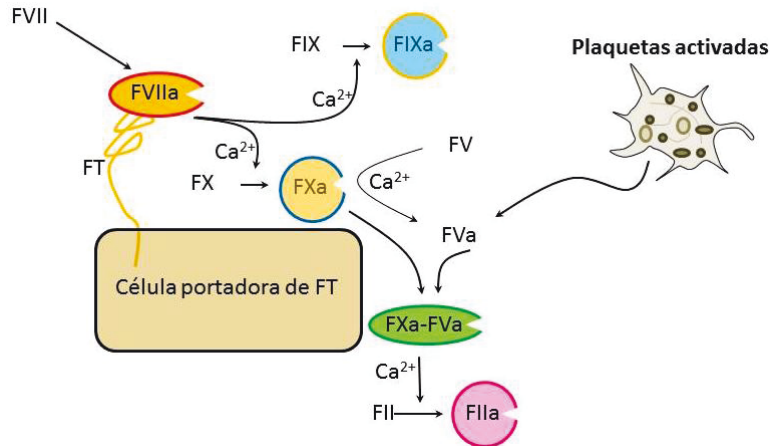 FVII
FIX
FIXa
Plaquetas activadas
FVIIa
Ca²⁺
Ca²⁺
FV
FT
FX
FXa
Ca²⁺
FVa
Célula portadora de FT
FXa-FVa
Ca²⁺
FII
FIIa